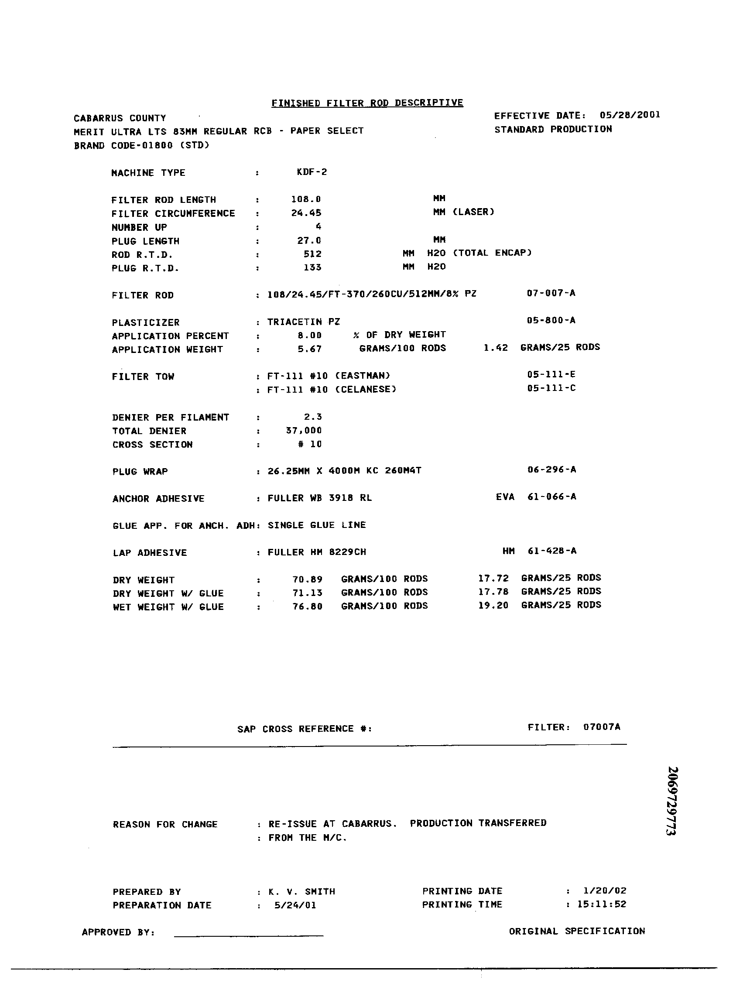 FINISHED FILTER ROD DESCRIPTIVE
CABARRUS COUNTY EFFECTIVE DATE: 05/28/2001
MERIT ULTRA LTS 83MM REGULAR RCB - PAPER SELECT STANDARD PRODUCTION
BRAND CODE-01800 (STD)
MACHINE TYPE : KDF-2
FILTER ROD LENGTH : 108.0 MM
FILTER CIRCUMFERENCE : 24.45 MM (LASER)
NUMBER UP : 4
PLUG LENGTH : 27.0 MM
ROD R.T.D. : 512 MM H2O (TOTAL ENCAP)
PLUG R.T.D. : 133 MM H2O
FILTER ROD : 108/24.45/FT-370/260CU/512MM/8% PZ 07-007-A
PLASTICIZER : TRIACETIN PZ 05-800-A
APPLICATION PERCENT : 8.00 % OF DRY WEIGHT
APPLICATION WEIGHT : 5.67 GRAMS/100 RODS 1.42 GRAMS/25 RODS
FILTER TOW : FT-111 #10 (EASTMAN) 05-111-E
: FT-111 #10 (CELANESE) 05-111-C
DENIER PER FILAMENT : 2.3
TOTAL DENIER : 37,000
CROSS SECTION : # 10
PLUG WRAP : 26.25MM X 4000M KC 260M4T 06-296-A
ANCHOR ADHESIVE : FULLER WB 3918 RL EVA 61-066-A
GLUE APP. FOR ANCH. ADH: SINGLE GLUE LINE
LAP ADHESIVE : FULLER HM 8229CH HM 61-428-A
DRY WEIGHT : 70.89 GRAMS/100 RODS 17.72 GRAMS/25 RODS
DRY WEIGHT W/ GLUE : 71.13 GRAMS/100 RODS 17.78 GRAMS/25 RODS
WET WEIGHT W/ GLUE : 76.80 GRAMS/100 RODS 19.20 GRAMS/25 RODS
SAP CROSS REFERENCE #: FILTER: 07007A
2069729773
REASON FOR CHANGE : RE-ISSUE AT CABARRUS. PRODUCTION TRANSFERRED
: FROM THE M/C.
PREPARED BY : K. V. SMITH PRINTING DATE : 1/20/02
PREPARATION DATE : 5/24/01 PRINTING TIME : 15:11:52
APPROVED BY: ORIGINAL SPECIFICATION